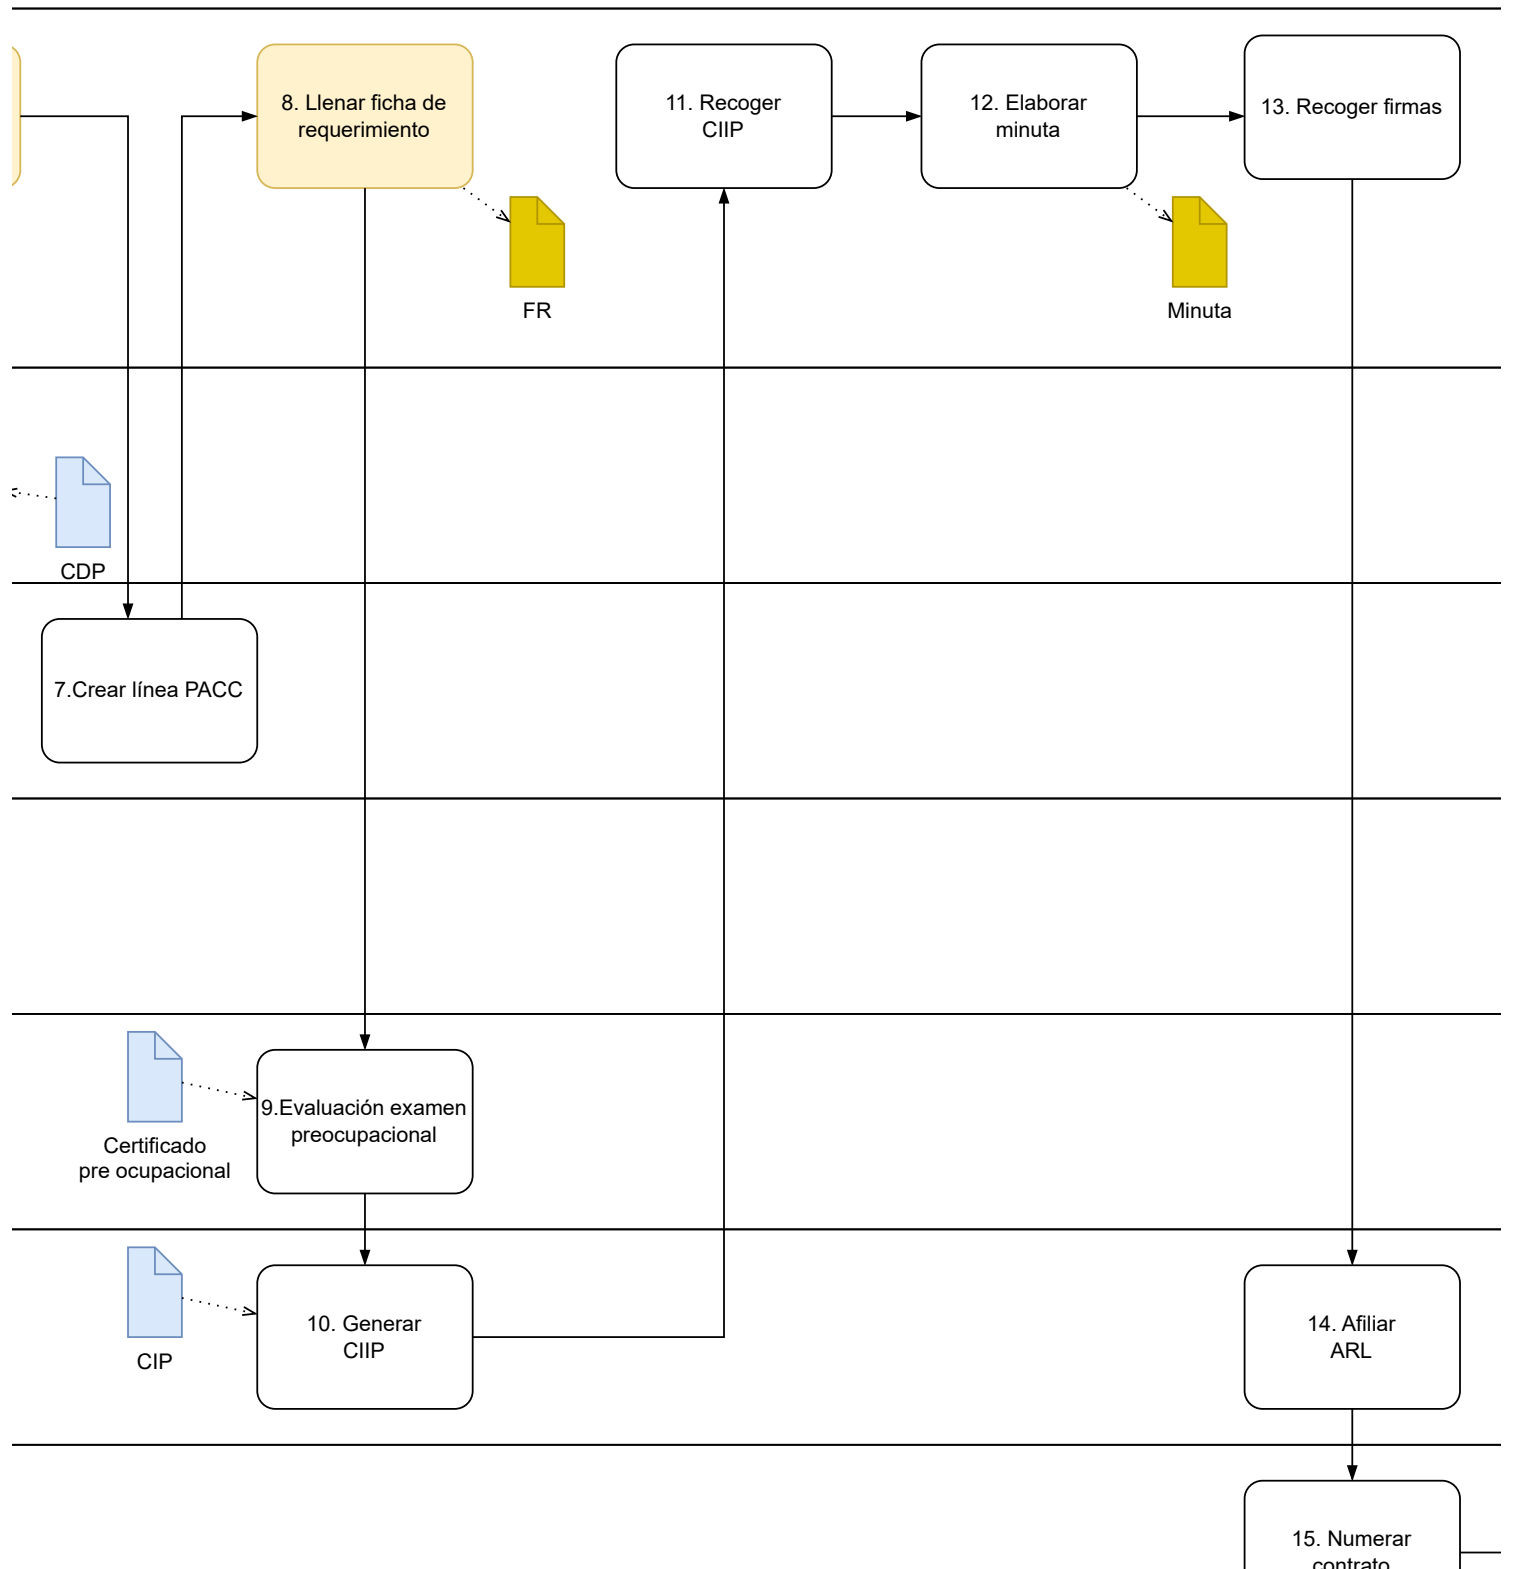 8. Llenar ficha de
requerimiento
11. Recoger
CIIP
12. Elaborar
minuta
13. Recoger firmas
FR
Minuta
CDP
7.Crear línea PACC
9.Evaluación examen
preocupacional
Certificado
pre ocupacional
10. Generar
CIIP
CIP
14. Afiliar
ARL
15. Numerar
contrato